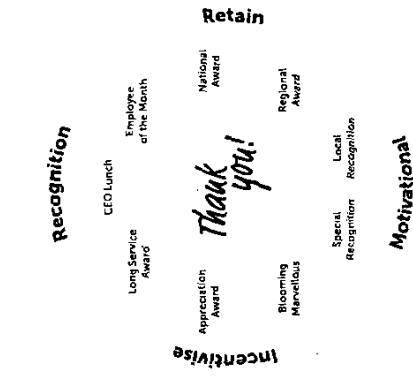 Recognition
CEO Lunch
Long Service
Award
Employee
of the Month
Retain
Incentivise
Appreciation
Award
Thank
you!
National
Award
Blooming
Marvellous
Regional
Award
Special
Recognition
Local
Recognition
Motivational